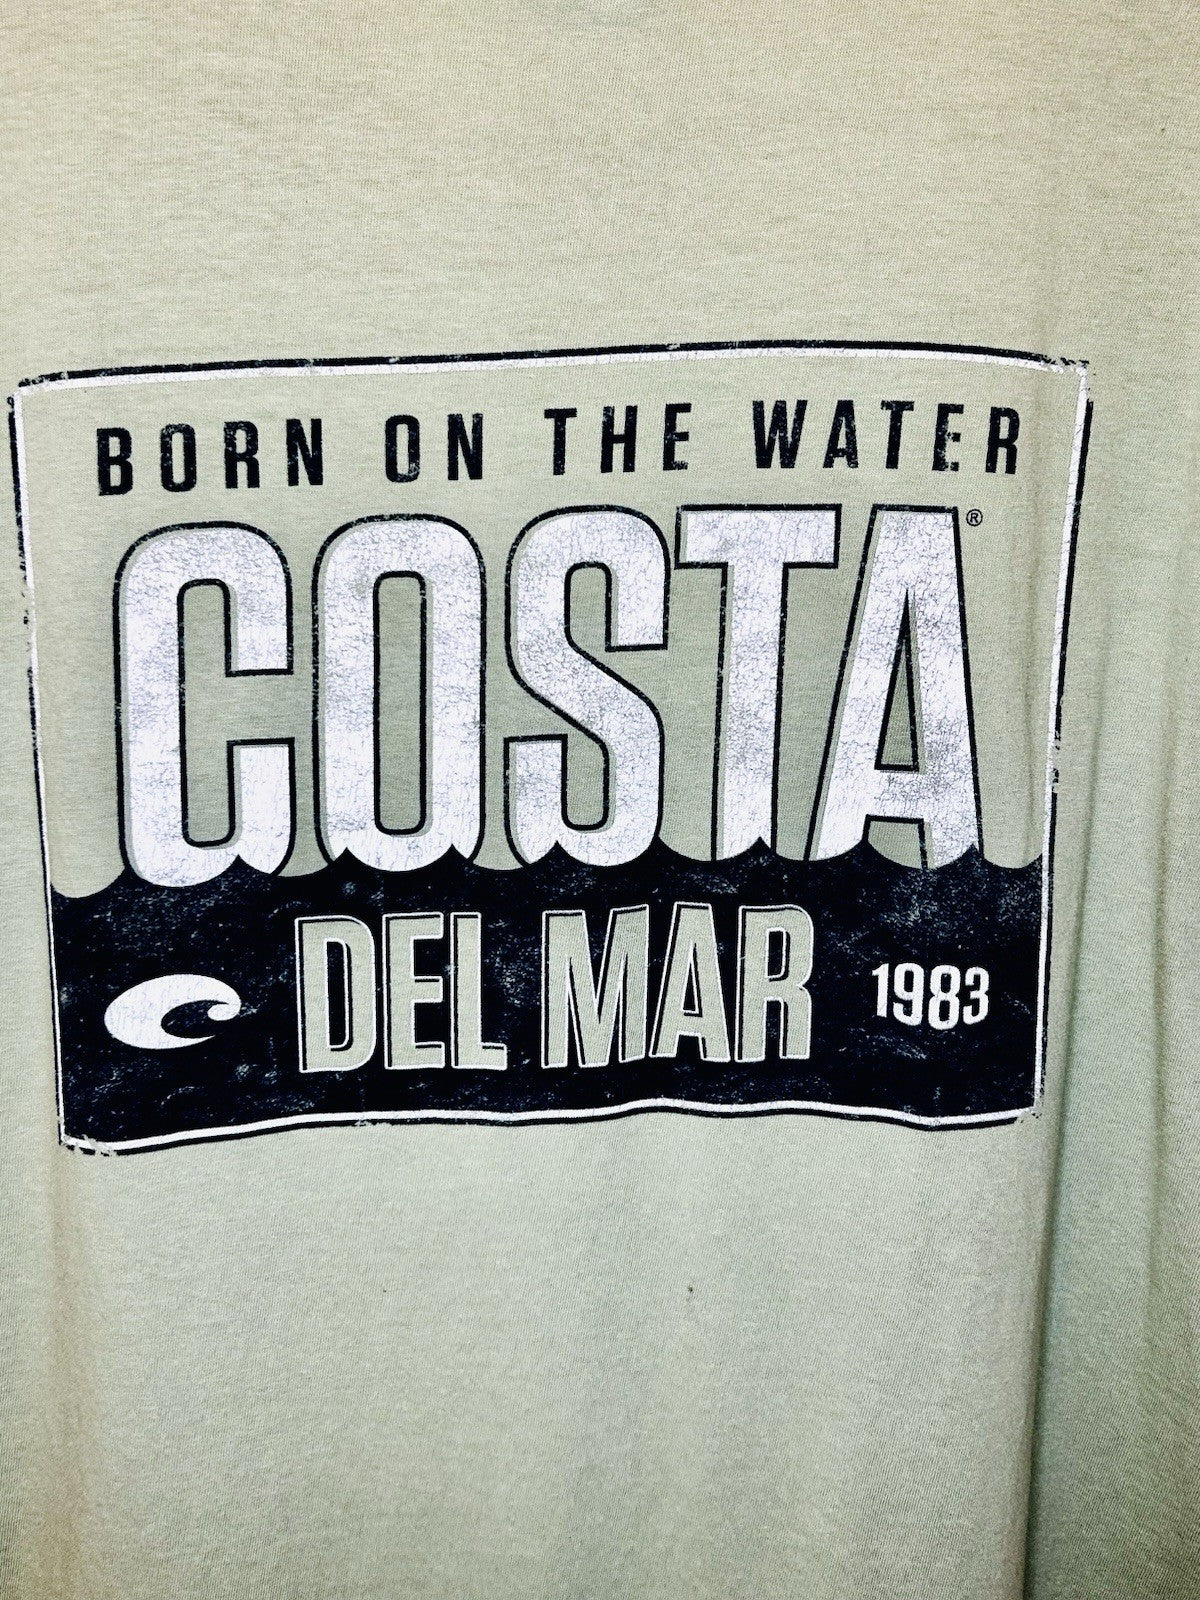 BORN ON THE WATER
COSTA®
DEL MAR
1983